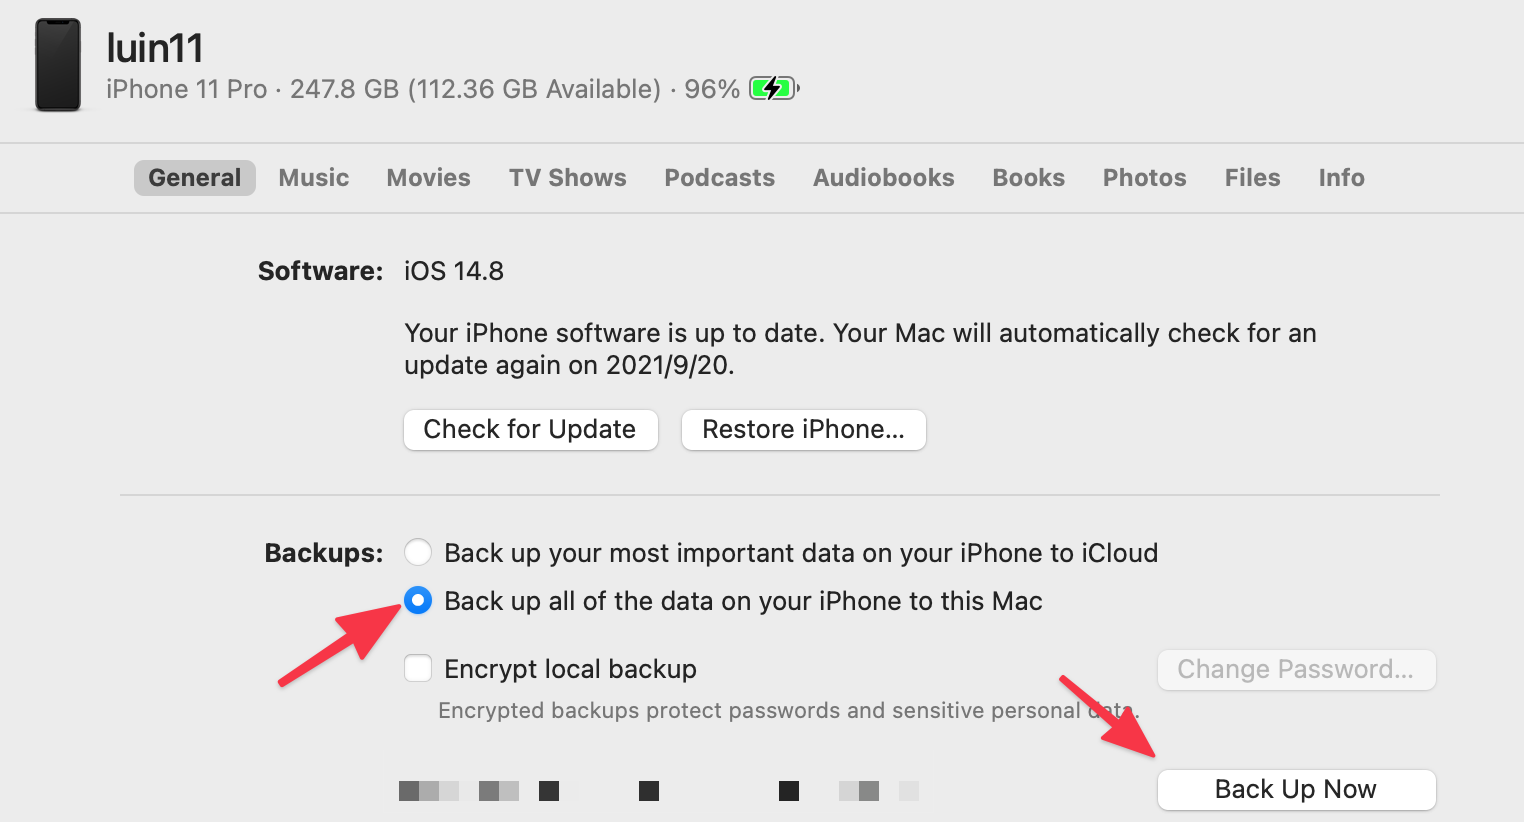 luin11
iPhone 11 Pro · 247.8 GB (112.36 GB Available) · 96%
General Music Movies TV Shows Podcasts Audiobooks Books Photos Files Info
Software: iOS 14.8
Your iPhone software is up to date. Your Mac will automatically check for an
update again on 2021/9/20.
Check for Update Restore iPhone...
Backups: Back up your most important data on your iPhone to iCloud
Back up all of the data on your iPhone to this Mac
Encrypt local backup Change Password...
Encrypted backups protect passwords and sensitive personal data.
Back Up Now